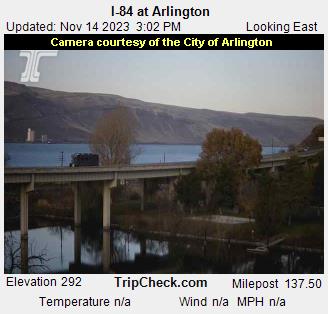 I-84 at Arlington
Updated: Nov 14 2023 3:02 PM Looking East
Camera courtesy of the City of Arlington
Elevation 292 TripCheck.com Milepost 137.50
Temperature n/a Wind n/a MPH n/a